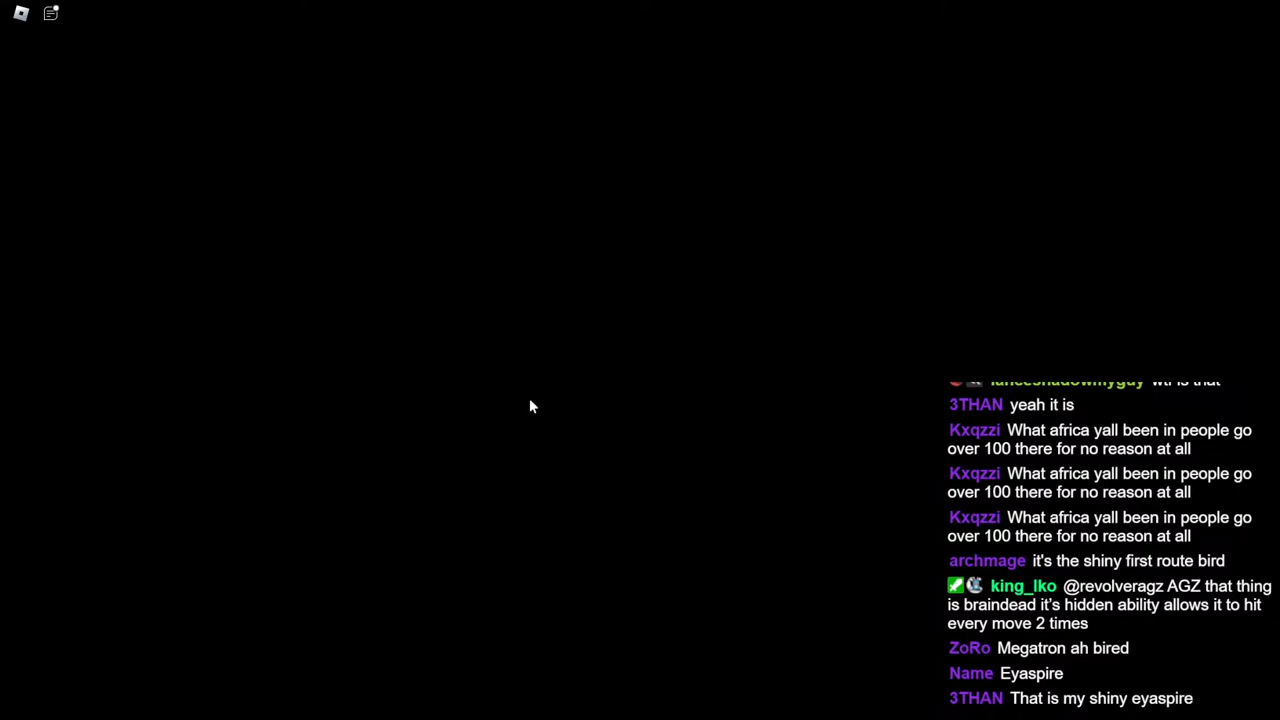 3THAN yeah it is
Kxqzzi What africa yall been in people go
over 100 there for no reason at all
Kxqzzi What africa yall been in people go
over 100 there for no reason at all
Kxqzzi What africa yall been in people go
over 100 there for no reason at all
archmage it's the shiny first route bird
king_lko @revolveragz AGZ that thing
is braindead it's hidden ability allows it to hit
every move 2 times
ZoRo Megatron ah bired
Name Eyaspire
3THAN That is my shiny eyaspire